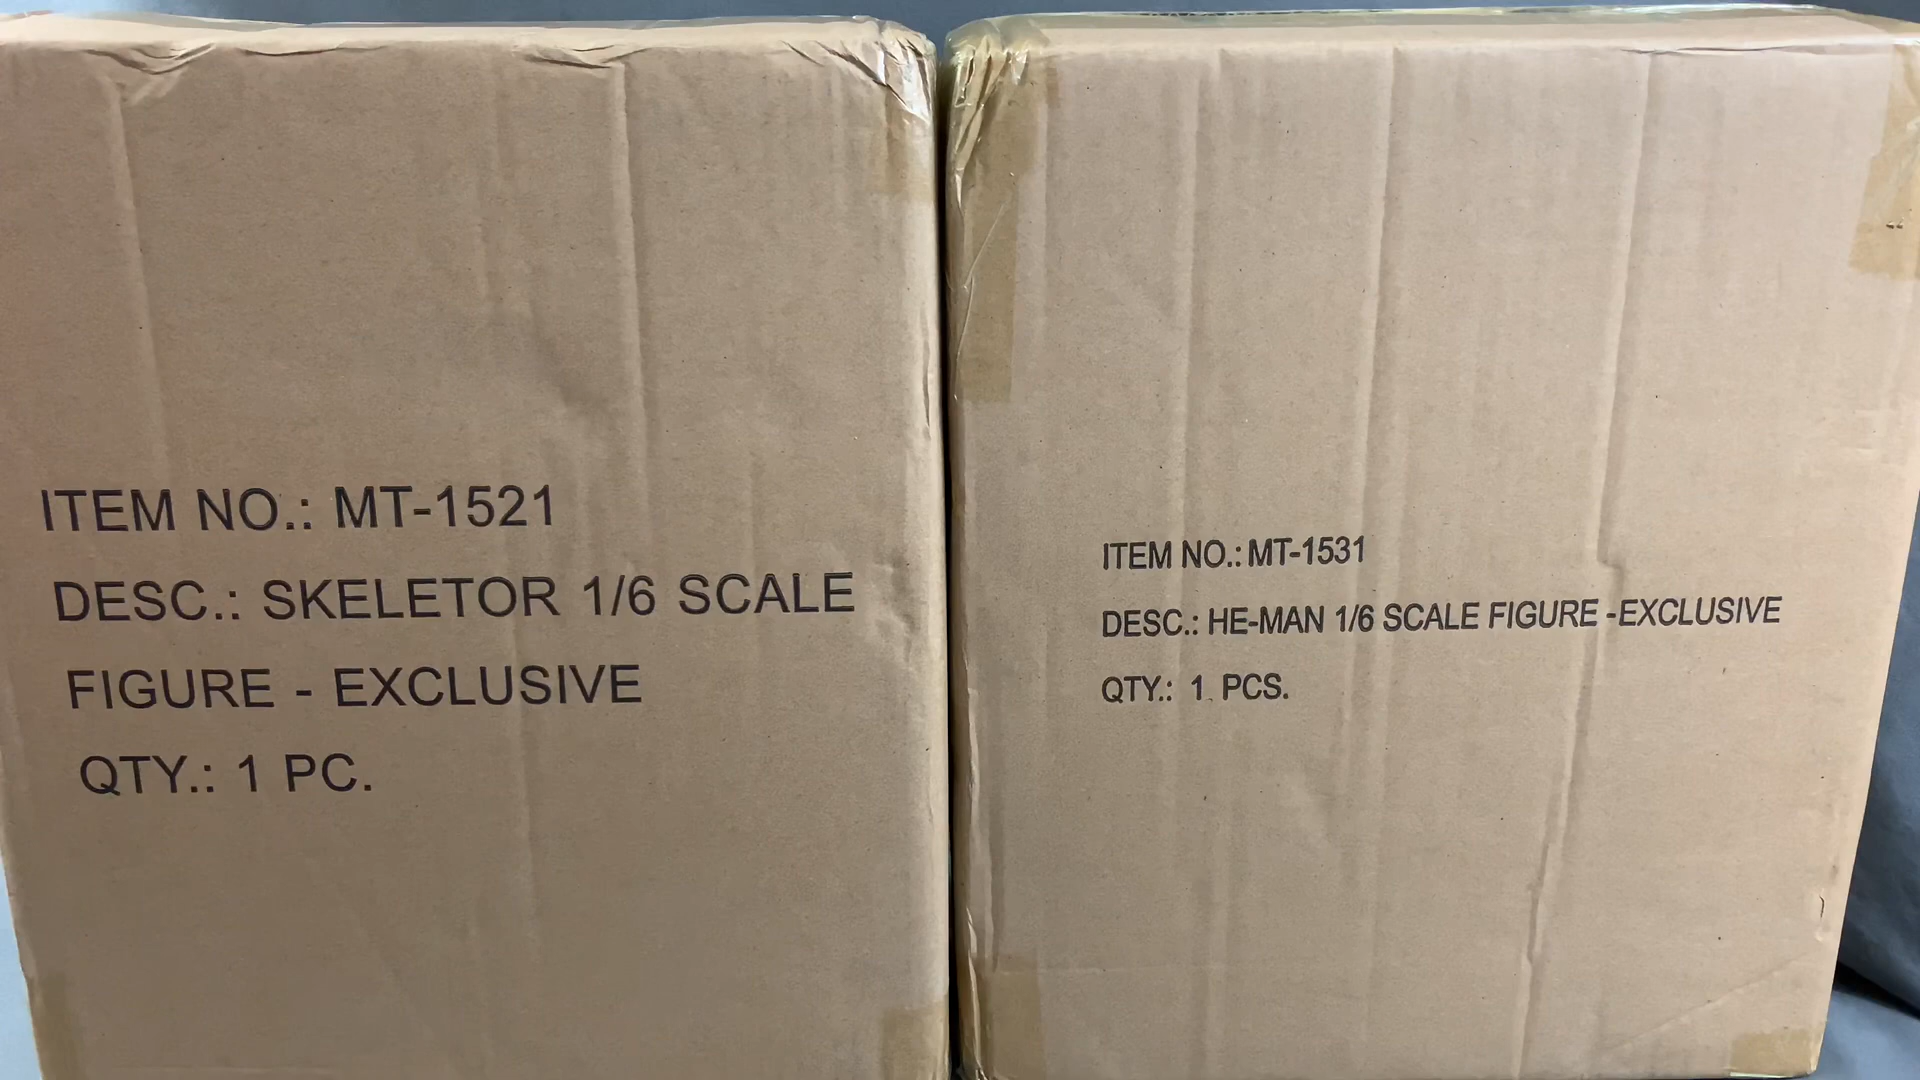 ITEM NO.: MT-1521
DESC.: SKELETOR 1/6 SCALE
FIGURE - EXCLUSIVE
QTY.: 1 PC.
ITEM NO.: MT-1531
DESC.: HE-MAN 1/6 SCALE FIGURE -EXCLUSIVE
QTY.: 1 PCS.